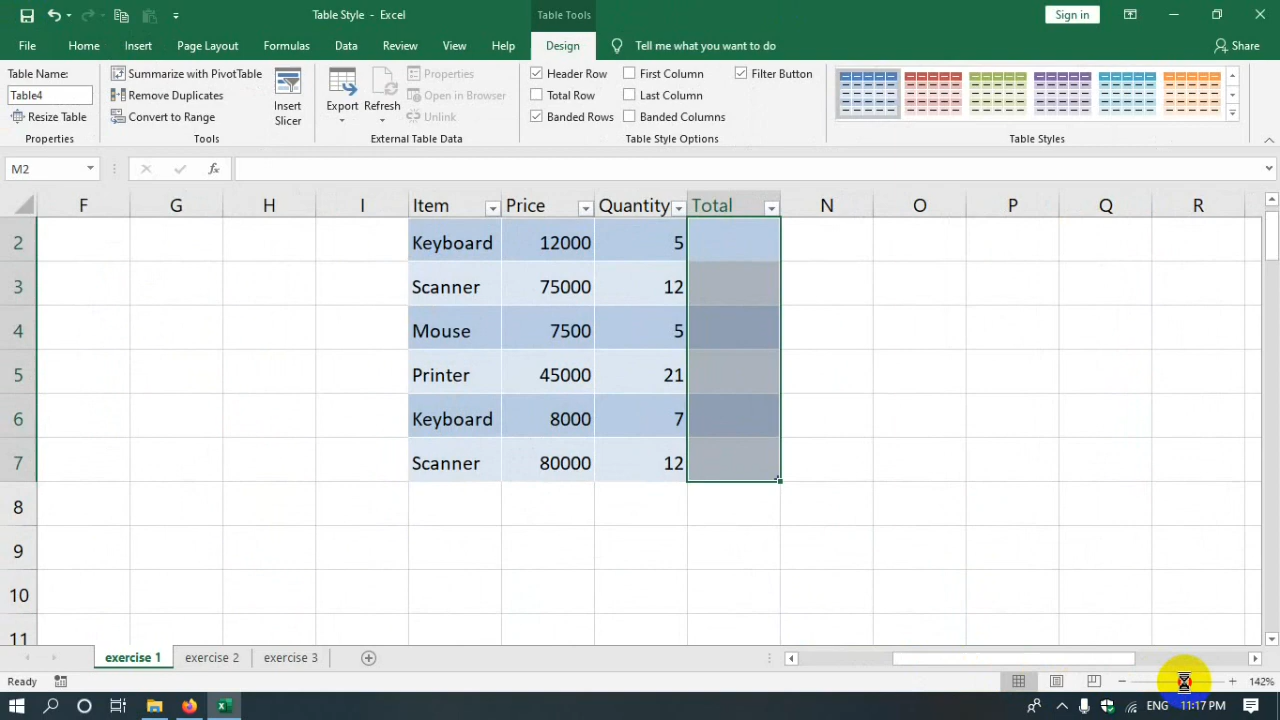 Table Style - Excel
Table Tools
Sign in
File Home Insert Page Layout Formulas Data Review View Help Design Tell me what you want to do Share
Table Name:
Table4
Resize Table
Properties
Summarize with PivotTable
Remove Duplicates
Convert to Range
Insert
Slicer
Tools
Export
Refresh
Properties
Open in Browser
Unlink
External Table Data
Header Row First Column Filter Button
Total Row Last Column
Banded Rows Banded Columns
Table Style Options
Table Styles
M2 fx
F G H I Item Price Quantity Total N O P Q R
2 Keyboard 12000 5
3 Scanner 75000 12
4 Mouse 7500 5
5 Printer 45000 21
6 Keyboard 8000 7
7 Scanner 80000 12
8
9
10
11
exercise 1 exercise 2 exercise 3
Ready 142%
ENG 11:17 PM